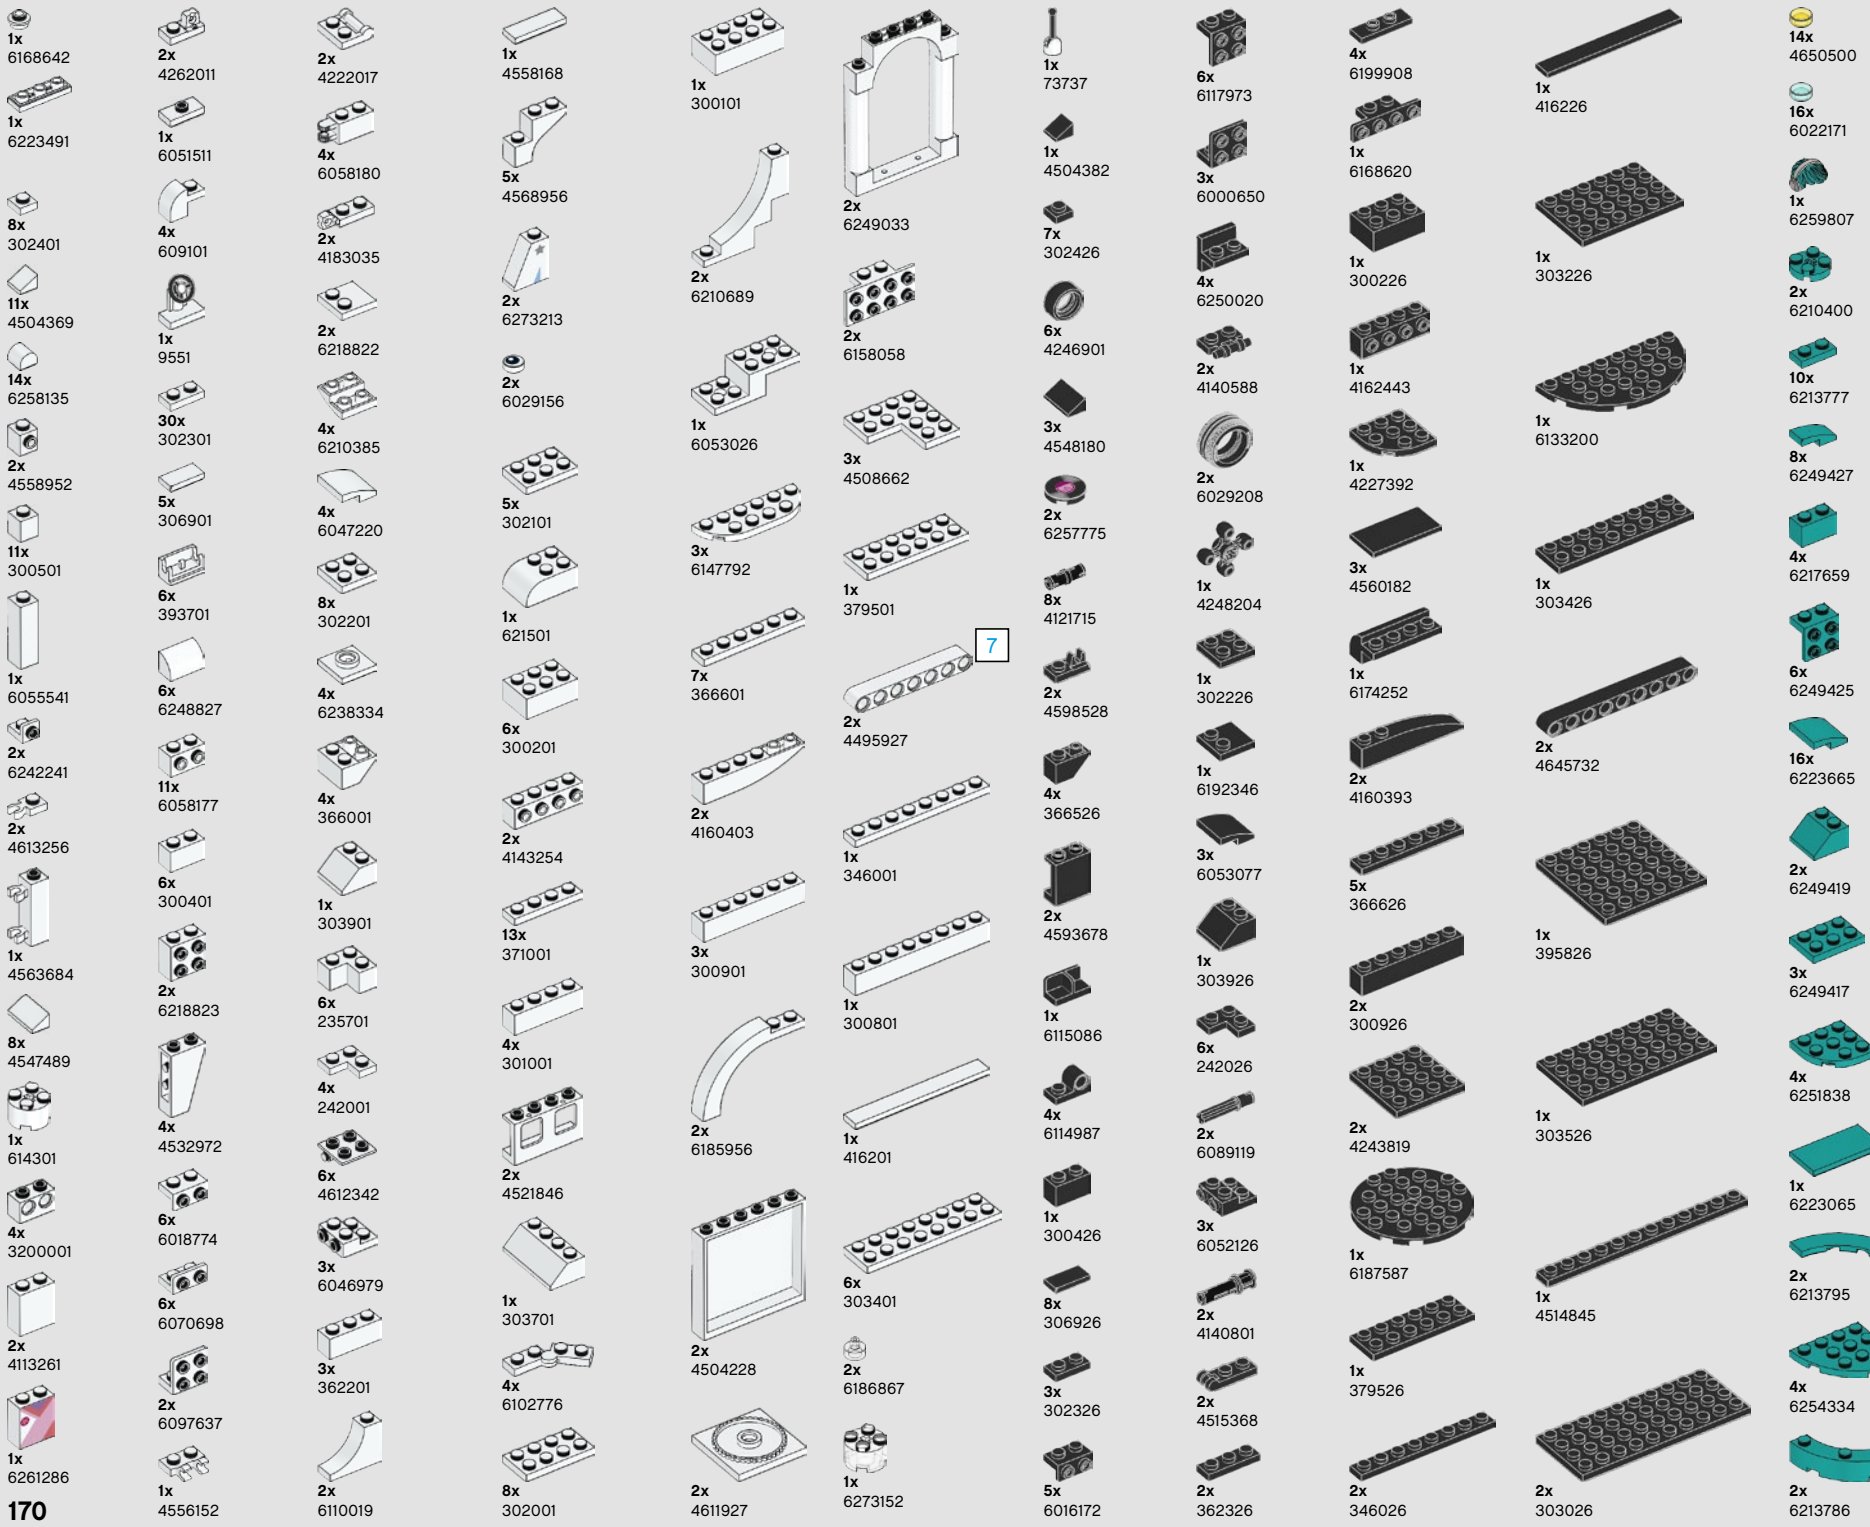 1x
6168642
1x
6223491
8x
302401
11x
4504369
14x
6258135
2x
4558952
11x
300501
1x
6055541
2x
6242241
2x
4613256
1x
4563684
8x
4547489
1x
614301
4x
3200001
2x
4113261
1x
6261286
170
2x
4262011
1x
6051511
4x
609101
1x
9551
30x
302301
5x
306901
6x
393701
6x
6248827
11x
6058177
6x
300401
2x
6218823
4x
4532972
6x
6018774
6x
6070698
2x
6097637
1x
4556152
2x
4222017
4x
6058180
2x
4183035
2x
6218822
4x
6210385
4x
6047220
8x
302201
4x
6238334
4x
366001
1x
303901
6x
235701
4x
242001
6x
4612342
3x
6046979
3x
362201
2x
6110019
1x
4558168
5x
4568956
2x
6273213
2x
6029156
5x
302101
1x
621501
6x
300201
2x
4143254
13x
371001
4x
301001
2x
4521846
1x
303701
4x
6102776
8x
302001
1x
300101
2x
6210689
1x
6053026
3x
6147792
7x
366601
2x
4160403
3x
300901
2x
6185956
2x
4504228
2x
4611927
2x
6249033
2x
6158058
3x
4508662
1x
379501
7
2x
4495927
1x
346001
1x
300801
1x
416201
6x
303401
2x
6186867
1x
6273152
1x
73737
1x
4504382
7x
302426
6x
4246901
3x
4548180
2x
6257775
8x
4121715
2x
4598528
4x
366526
2x
4593678
1x
6115086
4x
6114987
1x
300426
8x
306926
3x
302326
5x
6016172
6x
6117973
3x
6000650
4x
6250020
2x
4140588
2x
6029208
1x
4248204
1x
302226
1x
6192346
3x
6053077
1x
303926
6x
242026
2x
6089119
3x
6052126
2x
4140801
2x
4515368
2x
362326
4x
6199908
1x
6168620
1x
300226
1x
4162443
1x
4227392
3x
4560182
1x
6174252
2x
4160393
5x
366626
2x
300926
2x
4243819
1x
6187587
1x
379526
2x
346026
1x
416226
1x
303226
1x
6133200
1x
303426
2x
4645732
1x
395826
1x
303526
1x
4514845
2x
303026
14x
4650500
16x
6022171
1x
6259807
2x
6210400
10x
6213777
8x
6249427
4x
6217659
6x
6249425
16x
6223665
2x
6249419
3x
6249417
4x
6251838
1x
6223065
2x
6213795
4x
6254334
2x
6213786